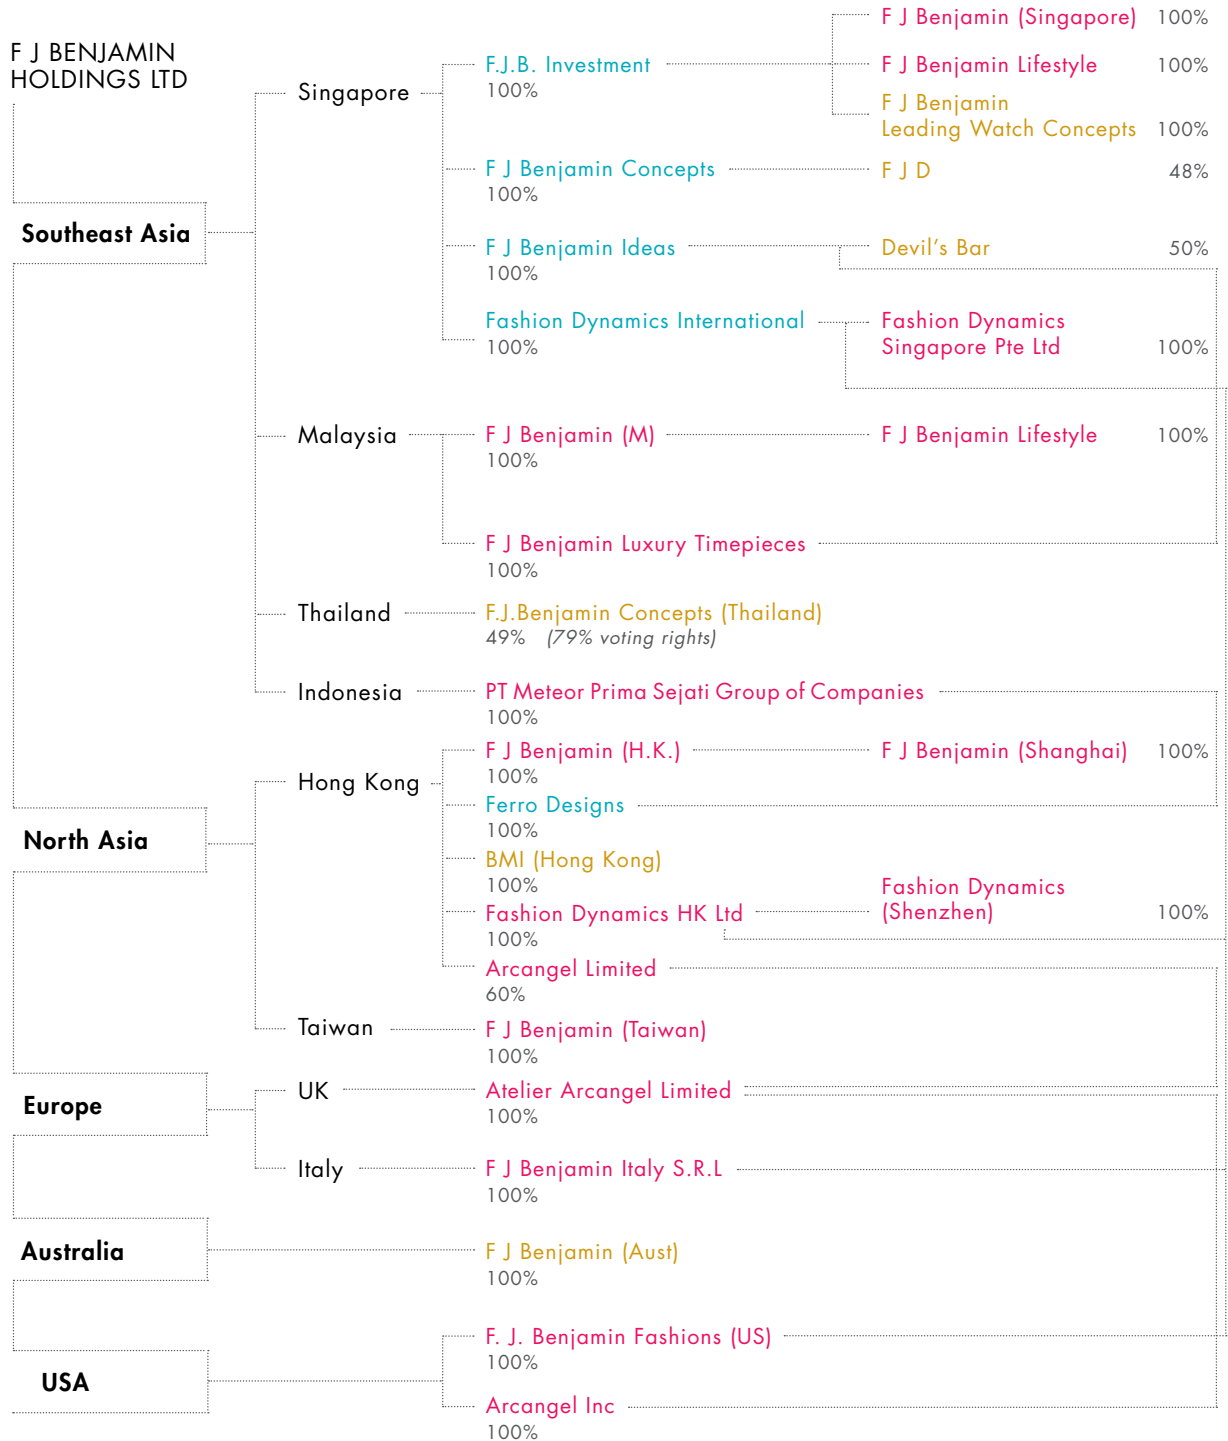 F J BENJAMIN
HOLDINGS LTD
Southeast Asia
Singapore
F.J.B. Investment
100%
F J Benjamin (Singapore) 100%
F J Benjamin Lifestyle 100%
F J Benjamin
Leading Watch Concepts 100%
F J Benjamin Concepts
100%
F J D 48%
F J Benjamin Ideas
100%
Devil's Bar 50%
Fashion Dynamics International
100%
Fashion Dynamics
Singapore Pte Ltd 100%
Malaysia
F J Benjamin (M)
100%
F J Benjamin Lifestyle 100%
F J Benjamin Luxury Timepieces
100%
Thailand
F.J.Benjamin Concepts (Thailand)
49% (79% voting rights)
Indonesia
PT Meteor Prima Sejati Group of Companies
100%
North Asia
Hong Kong
F J Benjamin (H.K.)
100%
F J Benjamin (Shanghai) 100%
Ferro Designs
100%
BMI (Hong Kong)
100%
Fashion Dynamics HK Ltd
100%
Fashion Dynamics
(Shenzhen) 100%
Arcangel Limited
60%
Taiwan
F J Benjamin (Taiwan)
100%
Europe
UK
Atelier Arcangel Limited
100%
Italy
F J Benjamin Italy S.R.L
100%
Australia
F J Benjamin (Aust)
100%
USA
F. J. Benjamin Fashions (US)
100%
Arcangel Inc
100%